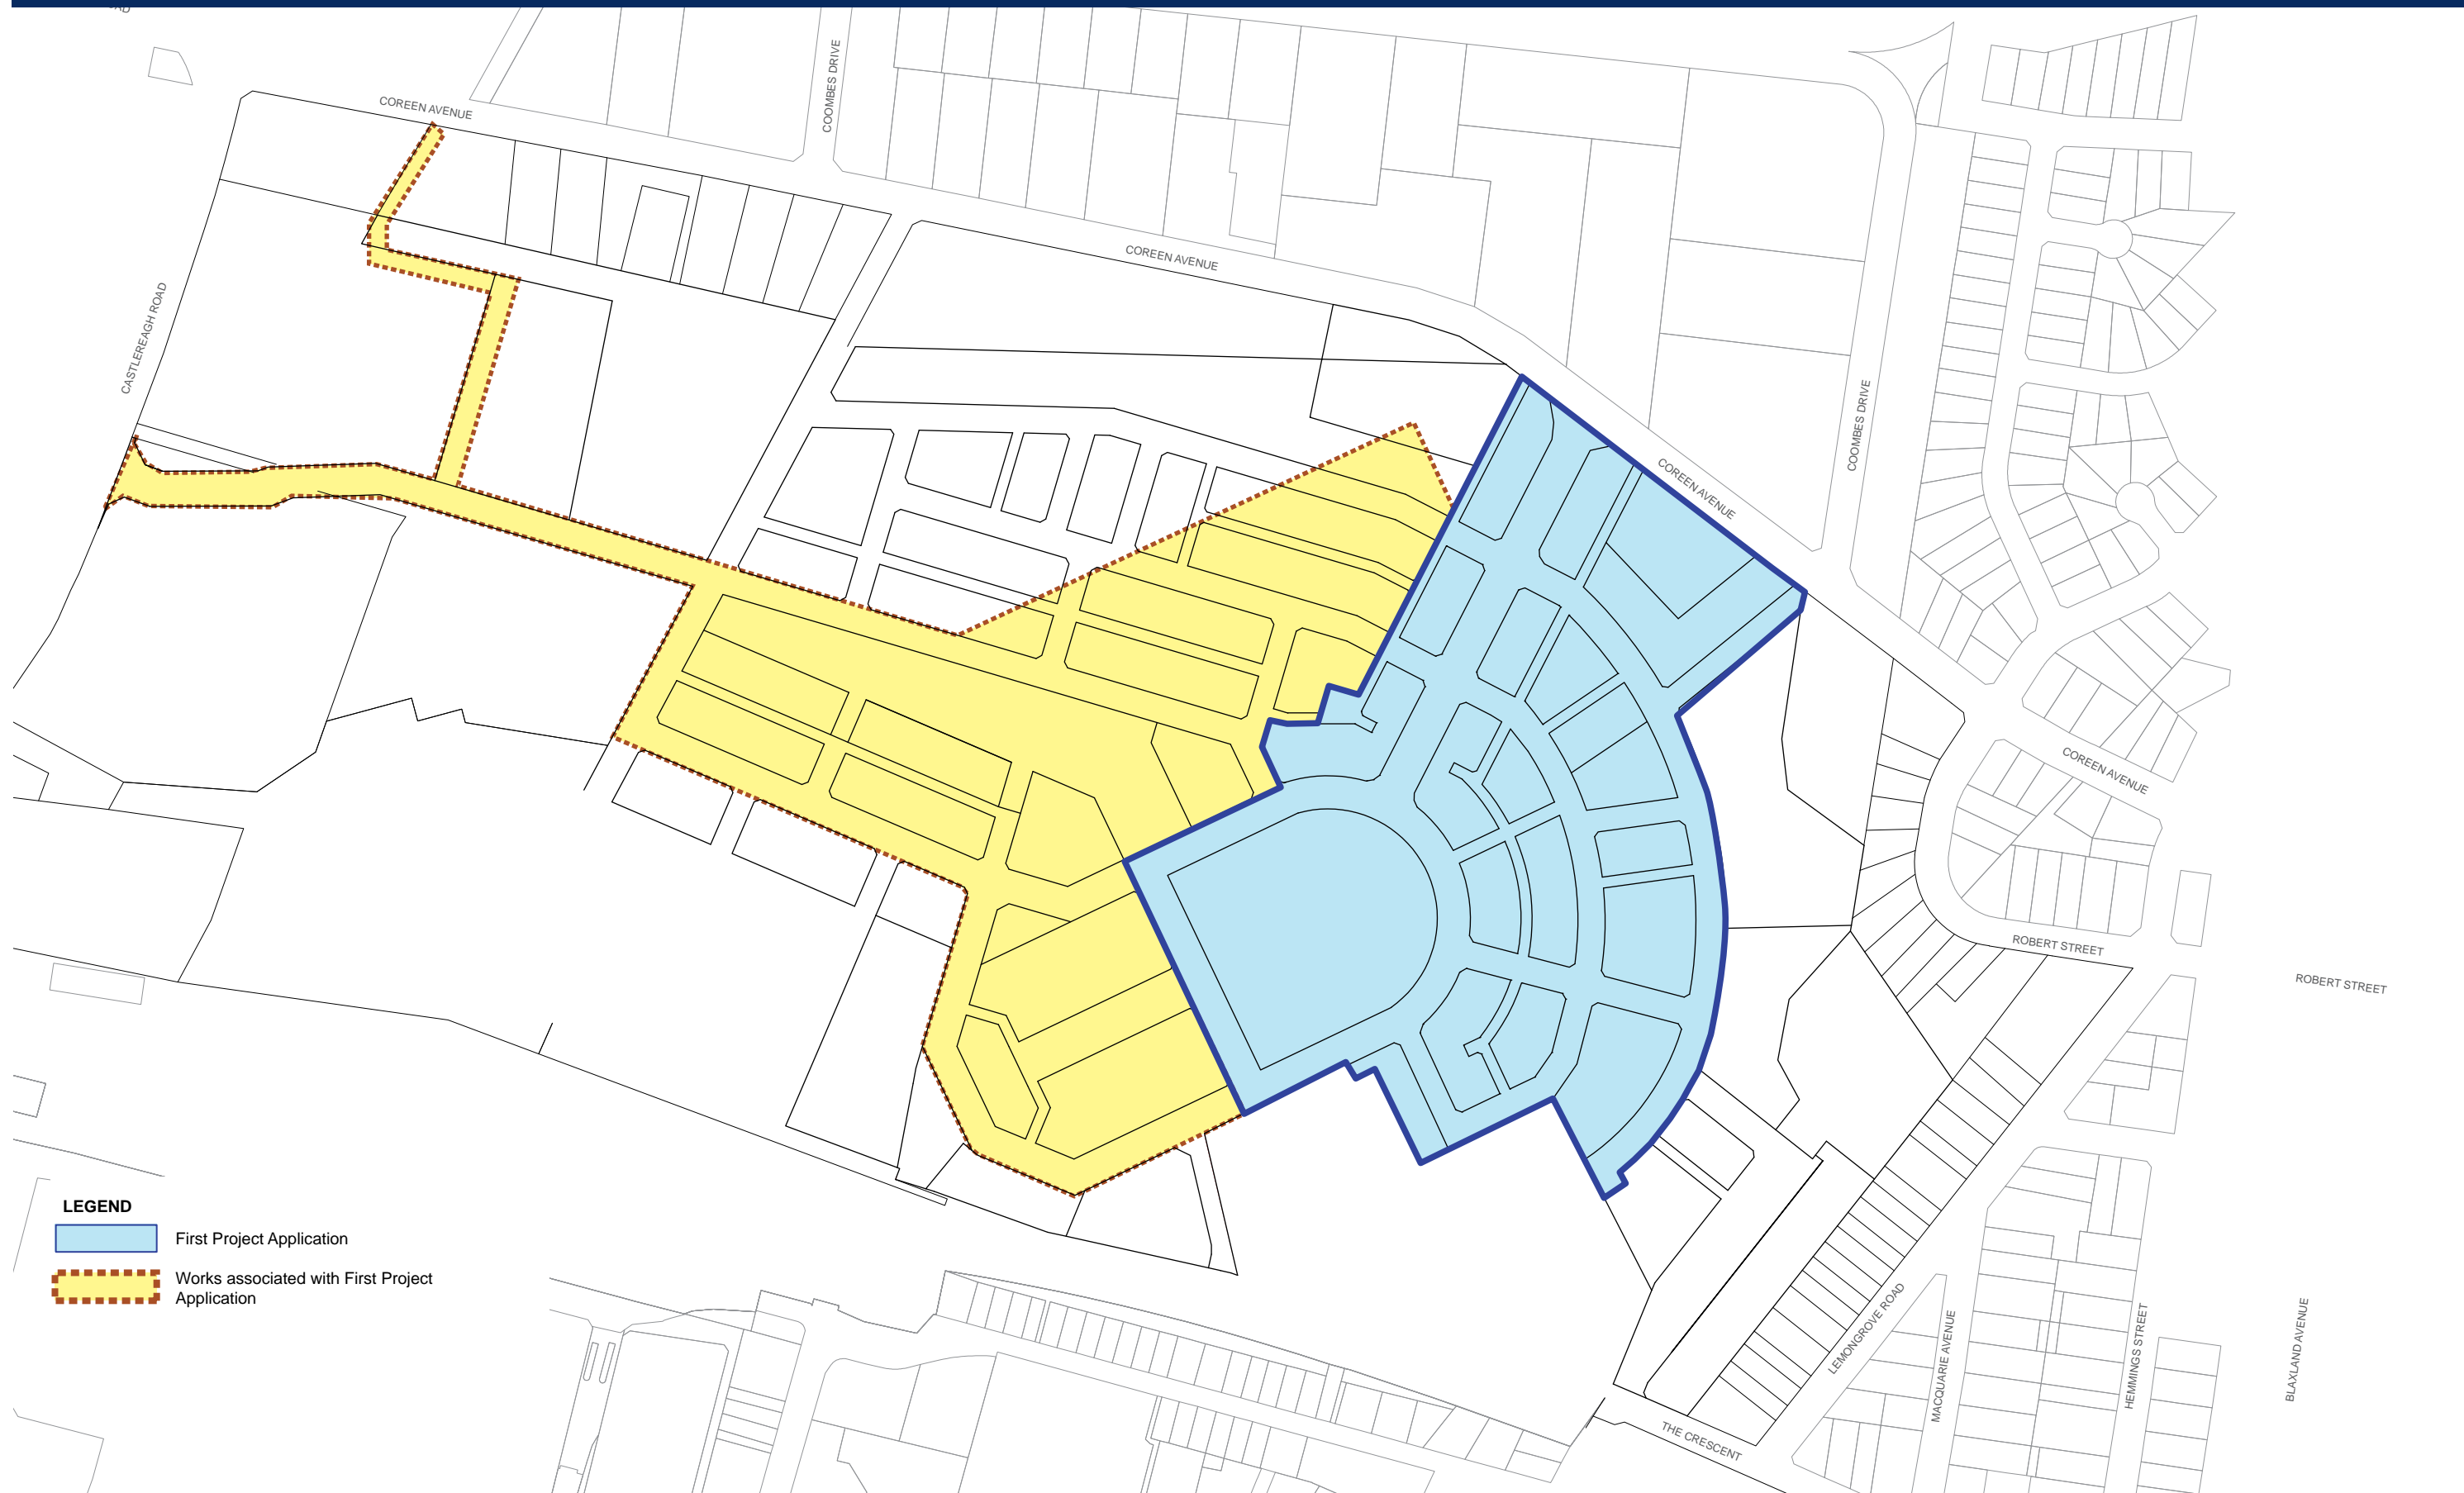 COOMBES DRIVE
COREEN AVENUE
COREEN AVENUE
CASTLEREAGH ROAD
COOMBES DRIVE
COREEN AVENUE
COREEN AVENUE
ROBERT STREET
ROBERT STREET
LEGEND
First Project Application
Works associated with First Project
Application
LEMONGROVE ROAD
MACQUARIE AVENUE
HEMMINGS STREET
BLAXLAND AVENUE
THE CRESCENT